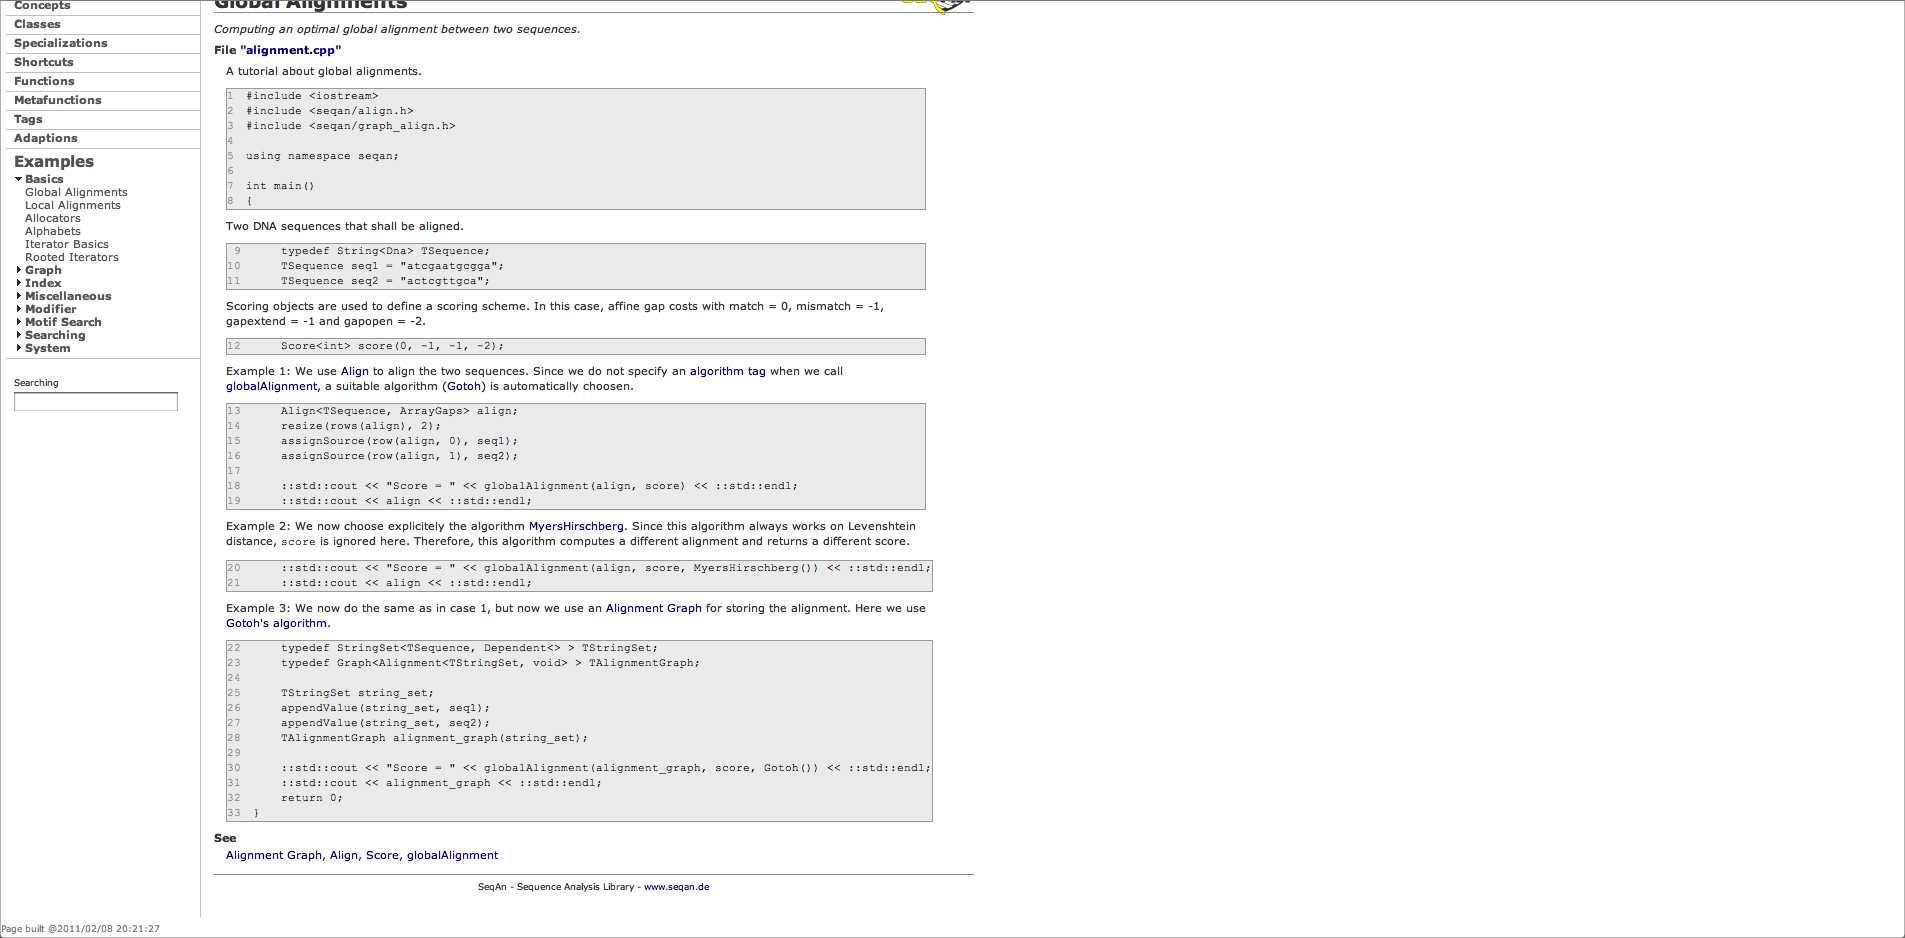 Concepts
Classes
Specializations
Shortcuts
Functions
Metafunctions
Tags
Adaptions
Examples
Basics
Global Alignments
Local Alignments
Allocators
Alphabets
Iterator Basics
Rooted Iterators
Graph
Index
Miscellaneous
Modifier
Motif Search
Searching
System
Searching
Global Alignments
Computing an optimal global alignment between two sequences.
File "alignment.cpp"
A tutorial about global alignments.
1 #include <iostream>
2 #include <seqan/align.h>
3 #include <seqan/graph_align.h>
4
5 using namespace seqan;
6
7 int main()
8 {
Two DNA sequences that shall be aligned.
9 typedef String<Dna> TSequence;
10 TSequence seq1 = "atcgaatgcgga";
11 TSequence seq2 = "actcgttgca";
Scoring objects are used to define a scoring scheme. In this case, affine gap costs with match = 0, mismatch = -1,
gapextend = -1 and gapopen = -2.
12 Score<int> score(0, -1, -1, -2);
Example 1: We use Align to align the two sequences. Since we do not specify an algorithm tag when we call
globalAlignment, a suitable algorithm (Gotoh) is automatically choosen.
13 Align<TSequence, ArrayGaps> align;
14 resize(rows(align), 2);
15 assignSource(row(align, 0), seq1);
16 assignSource(row(align, 1), seq2);
17
18 ::std::cout << "Score = " << globalAlignment(align, score) << ::std::endl;
19 ::std::cout << align << ::std::endl;
Example 2: We now choose explicitely the algorithm MyersHirschberg. Since this algorithm always works on Levenshtein
distance, score is ignored here. Therefore, this algorithm computes a different alignment and returns a different score.
20 ::std::cout << "Score = " << globalAlignment(align, score, MyersHirschberg()) << ::std::endl;
21 ::std::cout << align << ::std::endl;
Example 3: We now do the same as in case 1, but now we use an Alignment Graph for storing the alignment. Here we use
Gotoh's algorithm.
22 typedef StringSet<TSequence, Dependent<> > TStringSet;
23 typedef Graph<Alignment<TStringSet, void> > TAlignmentGraph;
24
25 TStringSet string_set;
26 appendValue(string_set, seq1);
27 appendValue(string_set, seq2);
28 TAlignmentGraph alignment_graph(string_set);
29
30 ::std::cout << "Score = " << globalAlignment(alignment_graph, score, Gotoh()) << ::std::endl;
31 ::std::cout << alignment_graph << ::std::endl;
32 return 0;
33 }
See
Alignment Graph, Align, Score, globalAlignment
SeqAn - Sequence Analysis Library - www.seqan.de
Page built @2011/02/08 20:21:27